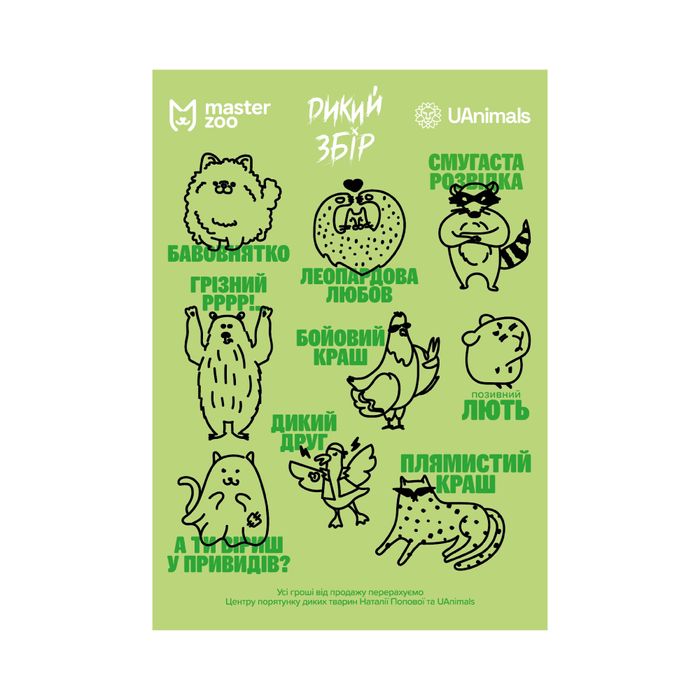 master
zoo
ДИКИЙ
х
ЗБІР
UAnimals
СМУГАСТА
РОЗВІДКА
БАВОВНЯТКО
ЛЕОПАРДОВА
ЛЮБОВ
ГРІЗНИЙ
РРРР!..
БОЙОВИЙ
КРАШ
ПОЗИВНИЙ
ЛЮТЬ
ДИКИЙ
ДРУГ
ПЛЯМИСТИЙ
КРАШ
А ТИ ВІРИШ
У ПРИВИДІВ?
Усі гроші від продажу перерахуємо
Центру порятунку диких тварин Наталії Попової та UAnimals